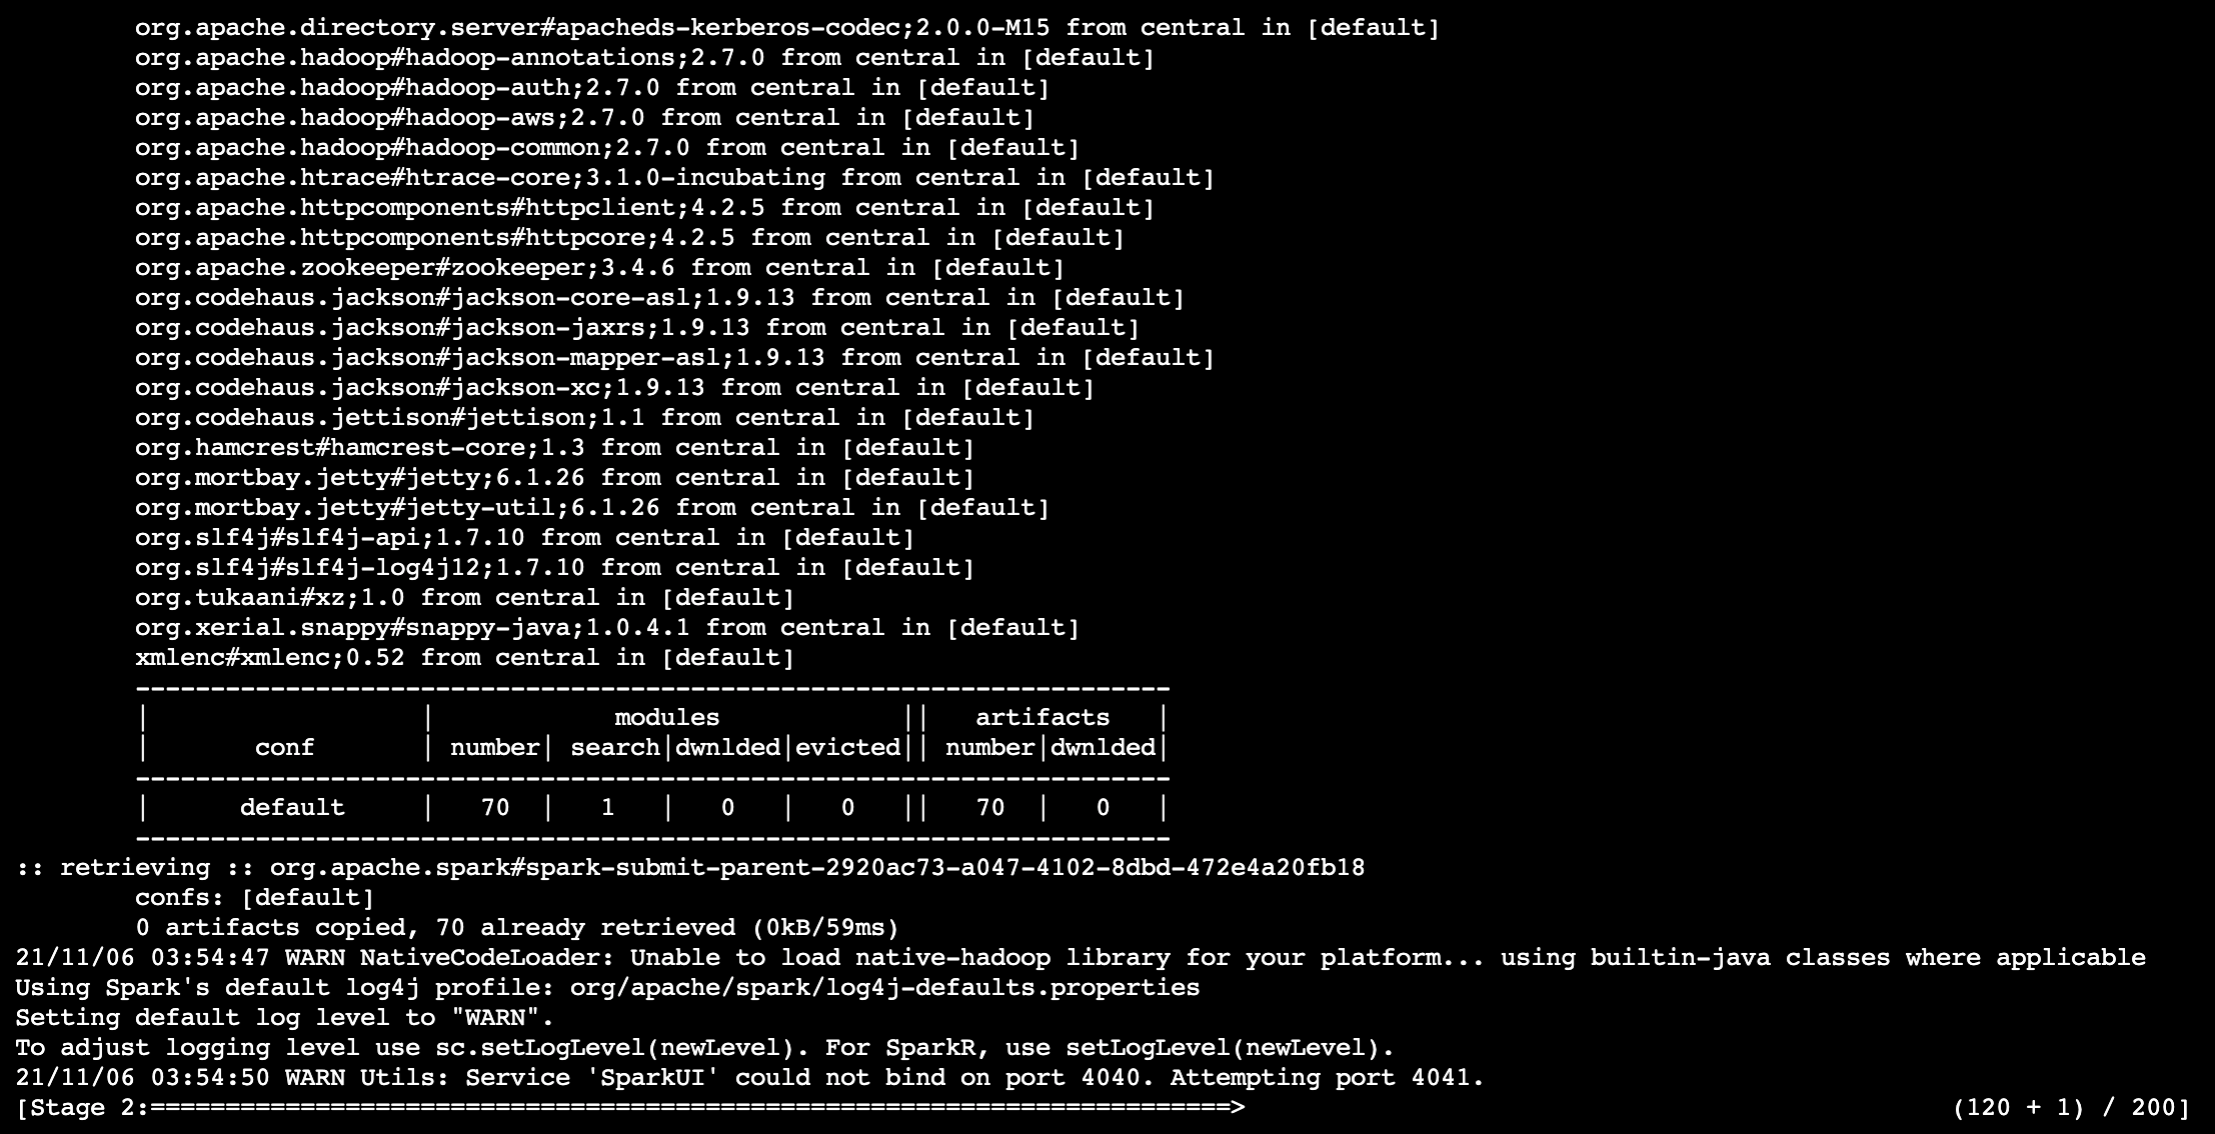 org.apache.directory.server#apacheds-kerberos-codec;2.0.0-M15 from central in [default]
org.apache.hadoop#hadoop-annotations;2.7.0 from central in [default]
org.apache.hadoop#hadoop-auth;2.7.0 from central in [default]
org.apache.hadoop#hadoop-aws;2.7.0 from central in [default]
org.apache.hadoop#hadoop-common;2.7.0 from central in [default]
org.apache.htrace#htrace-core;3.1.0-incubating from central in [default]
org.apache.httpcomponents#httpclient;4.2.5 from central in [default]
org.apache.httpcomponents#httpcore;4.2.5 from central in [default]
org.apache.zookeeper#zookeeper;3.4.6 from central in [default]
org.codehaus.jackson#jackson-core-asl;1.9.13 from central in [default]
org.codehaus.jackson#jackson-jaxrs;1.9.13 from central in [default]
org.codehaus.jackson#jackson-mapper-asl;1.9.13 from central in [default]
org.codehaus.jackson#jackson-xc;1.9.13 from central in [default]
org.codehaus.jettison#jettison;1.1 from central in [default]
org.hamcrest#hamcrest-core;1.3 from central in [default]
org.mortbay.jetty#jetty;6.1.26 from central in [default]
org.mortbay.jetty#jetty-util;6.1.26 from central in [default]
org.slf4j#slf4j-api;1.7.10 from central in [default]
org.slf4j#slf4j-log4j12;1.7.10 from central in [default]
org.tukaani#xz;1.0 from central in [default]
org.xerial.snappy#snappy-java;1.0.4.1 from central in [default]
xmlenc#xmlenc;0.52 from central in [default]
---------------------------------------------------------------------
|                  |            modules            ||   artifacts   |
|       conf       | number| search|dwnlded|evicted|| number|dwnlded|
---------------------------------------------------------------------
|      default     |   70  |   1   |   0   |   0   ||   70  |   0   |
---------------------------------------------------------------------
:: retrieving :: org.apache.spark#spark-submit-parent-2920ac73-a047-4102-8dbd-472e4a20fb18
confs: [default]
0 artifacts copied, 70 already retrieved (0kB/59ms)
21/11/06 03:54:47 WARN NativeCodeLoader: Unable to load native-hadoop library for your platform... using builtin-java classes where applicable
Using Spark's default log4j profile: org/apache/spark/log4j-defaults.properties
Setting default log level to "WARN".
To adjust logging level use sc.setLogLevel(newLevel). For SparkR, use setLogLevel(newLevel).
21/11/06 03:54:50 WARN Utils: Service 'SparkUI' could not bind on port 4040. Attempting port 4041.
[Stage 2:========================================================================>                                               (120 + 1) / 200]